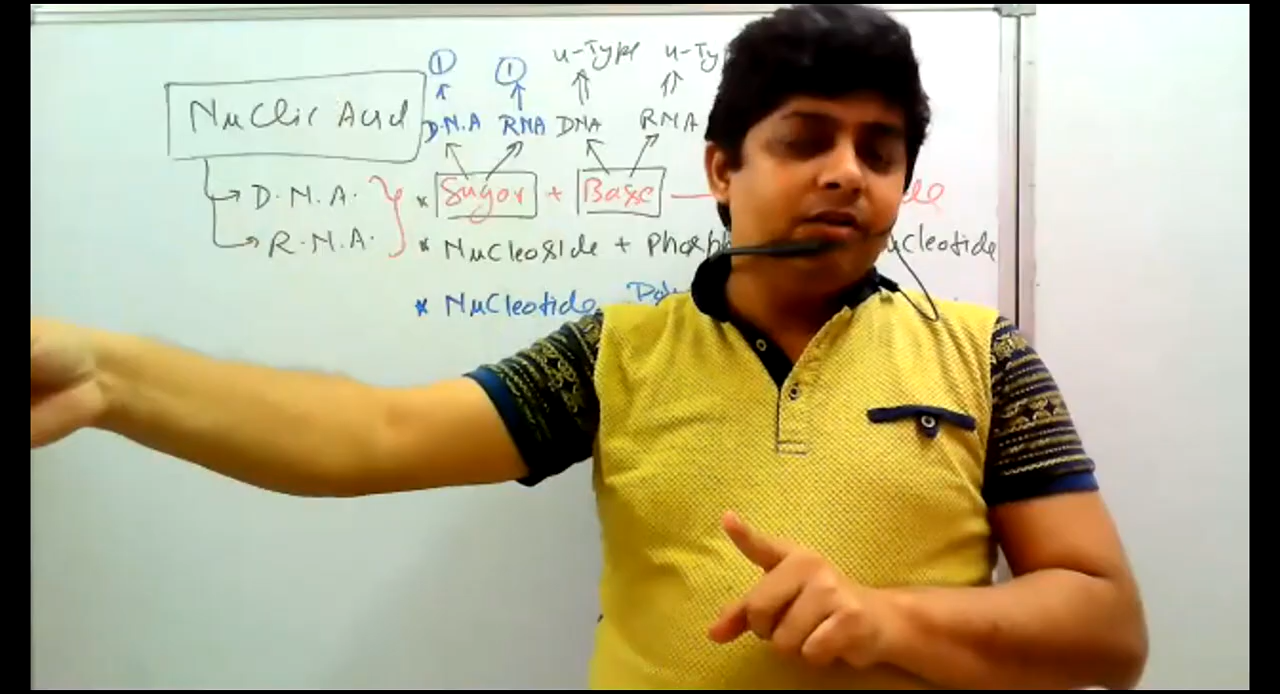 ① ① u-Type u-Ty
Nuclic Acid D.N.A RNA DNA RNA
D.N.A. * Sugar + Base
R.N.A. * Nucleoside + Phosph ucleotide
* Nucleotide